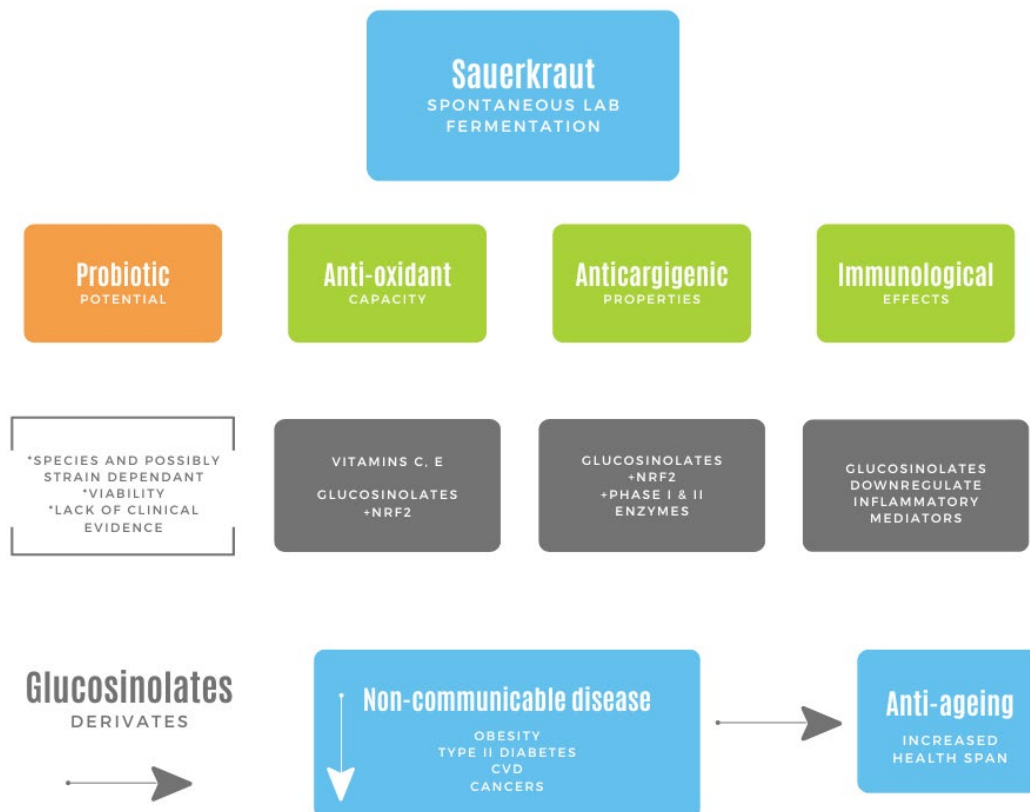 Sauerkraut
SPONTANEOUS LAB
FERMENTATION
Probiotic
POTENTIAL
Anti-oxidant
CAPACITY
Anticargigenic
PROPERTIES
Immunological
EFFECTS
*SPECIES AND POSSIBLY
STRAIN DEPENDANT
*VIABILITY
*LACK OF CLINICAL
EVIDENCE
VITAMINS C, E
GLUCOSINOLATES
+NRF2
GLUCOSINOLATES
+NRF2
+PHASE I & II
ENZYMES
GLUCOSINOLATES
DOWNREGULATE
INFLAMMATORY
MEDIATORS
Glucosinolates
DERIVATES
Non-communicable disease
OBESITY
TYPE II DIABETES
CVD
CANCERS
Anti-ageing
INCREASED
HEALTH SPAN